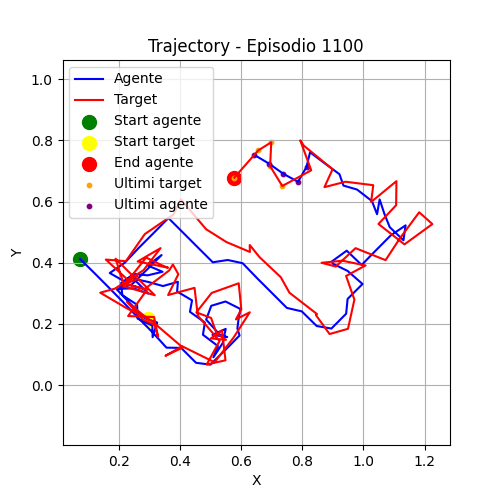 Trajectory - Episodio 1100
Agente
Target
Start agente
Start target
End agente
Ultimi target
Ultimi agente
1.0
0.8
0.6
0.4
0.2
0.0
Y
0.2 0.4 0.6 0.8 1.0 1.2
X